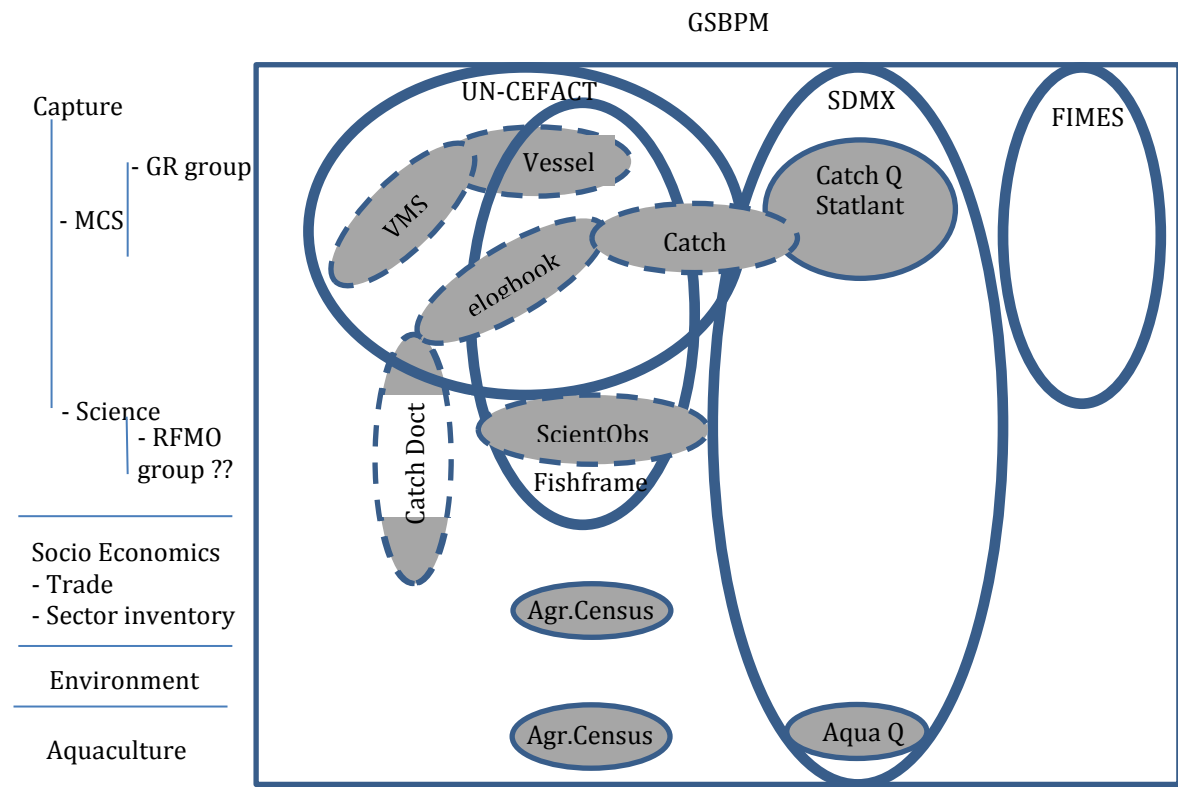 GSBPM
Capture
- GR group
- MCS
- Science
- RFMO
group ??
Socio Economics
- Trade
- Sector inventory
Environment
Aquaculture
UN-CEFACT
SDMX
FIMES
Vessel
VMS
Catch Q
Statlant
Catch
elogbook
Catch Doct
ScientObs
Fishframe
Agr.Census
Agr.Census
Aqua Q